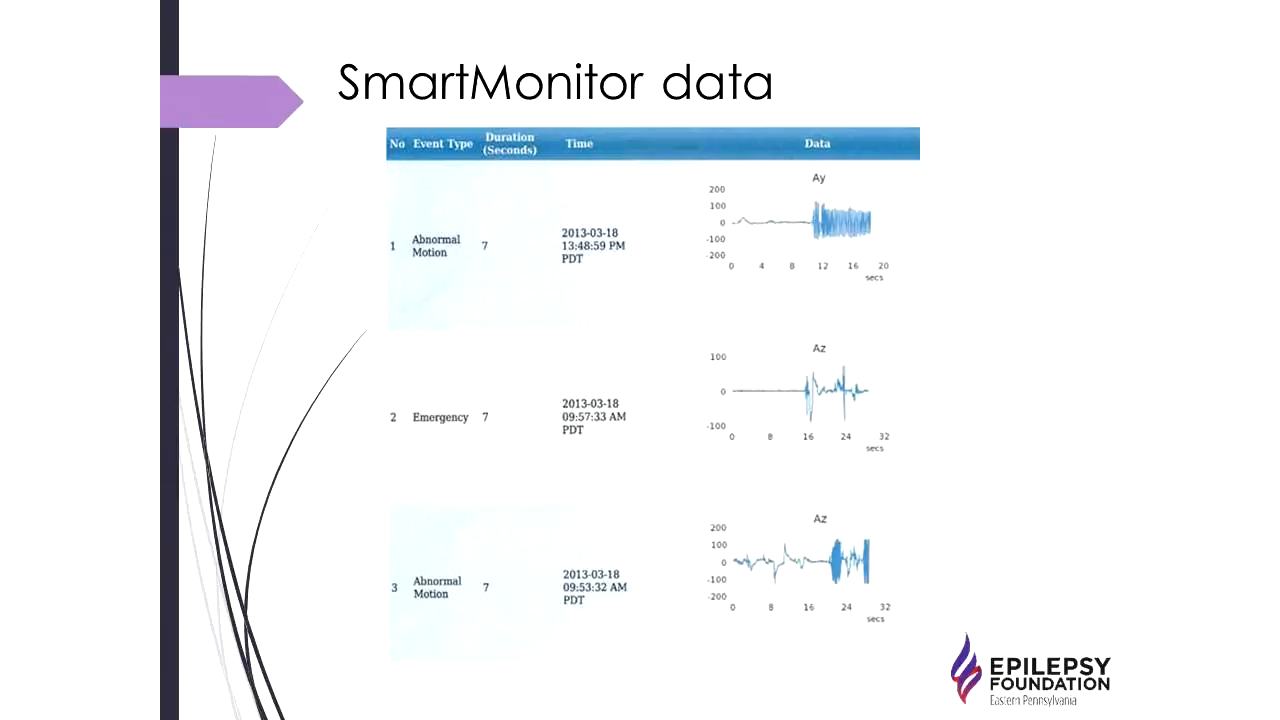 SmartMonitor data
No Event Type Duration (Seconds) Time Data
1 Abnormal Motion 7 2013-03-18 13:48:59 PM PDT
Ay
200
100
0
-100
-200
0 4 8 12 16 20
secs
2 Emergency 7 2013-03-18 09:57:33 AM PDT
Az
100
0
-100
0 8 16 24 32
secs
3 Abnormal Motion 7 2013-03-18 09:53:32 AM PDT
Az
200
100
0
-100
-200
0 8 16 24 32
secs
EPILEPSY
FOUNDATION
Eastern Pennsylvania